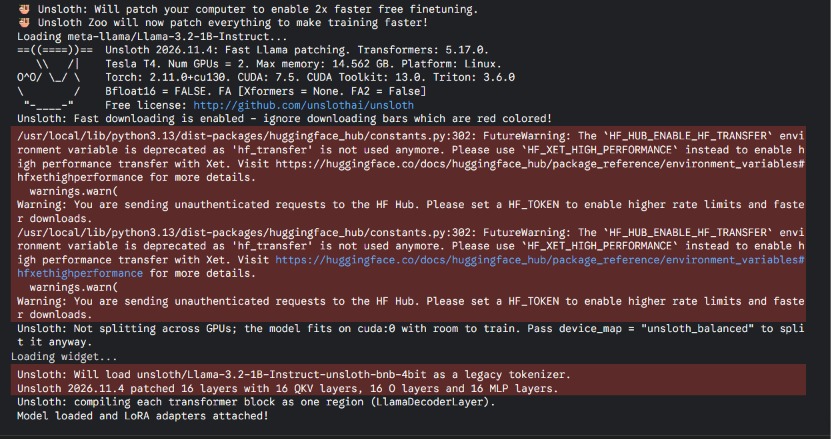 🦥 Unsloth: Will patch your computer to enable 2x faster free finetuning.
🦥 Unsloth Zoo will now patch everything to make training faster!
Loading meta-llama/Llama-3.2-1B-Instruct...
==((====))==  Unsloth 2026.11.4: Fast Llama patching. Transformers: 5.17.0.
   \\   /|    Tesla T4. Num GPUs = 2. Max memory: 14.562 GB. Platform: Linux.
O^O/ \_/ \    Torch: 2.11.0+cu130. CUDA: 7.5. CUDA Toolkit: 13.0. Triton: 3.6.0
\        /    Bfloat16 = FALSE. FA [Xformers = None. FA2 = False]
 "-____-"     Free license: http://github.com/unslothai/unsloth
Unsloth: Fast downloading is enabled - ignore downloading bars which are red colored!
/usr/local/lib/python3.13/dist-packages/huggingface_hub/constants.py:302: FutureWarning: The `HF_HUB_ENABLE_HF_TRANSFER` envi
ronment variable is deprecated as 'hf_transfer' is not used anymore. Please use `HF_XET_HIGH_PERFORMANCE` instead to enable h
igh performance transfer with Xet. Visit https://huggingface.co/docs/huggingface_hub/package_reference/environment_variables#
hfxethighperformance for more details.
  warnings.warn(
Warning: You are sending unauthenticated requests to the HF Hub. Please set a HF_TOKEN to enable higher rate limits and faste
r downloads.
/usr/local/lib/python3.13/dist-packages/huggingface_hub/constants.py:302: FutureWarning: The `HF_HUB_ENABLE_HF_TRANSFER` envi
ronment variable is deprecated as 'hf_transfer' is not used anymore. Please use `HF_XET_HIGH_PERFORMANCE` instead to enable h
igh performance transfer with Xet. Visit https://huggingface.co/docs/huggingface_hub/package_reference/environment_variables#
hfxethighperformance for more details.
  warnings.warn(
Warning: You are sending unauthenticated requests to the HF Hub. Please set a HF_TOKEN to enable higher rate limits and faste
r downloads.
Unsloth: Not splitting across GPUs; the model fits on cuda:0 with room to train. Pass device_map = "unsloth_balanced" to spli
t it anyway.
Loading widget...
Unsloth: Will load unsloth/Llama-3.2-1B-Instruct-unsloth-bnb-4bit as a legacy tokenizer.
Unsloth 2026.11.4 patched 16 layers with 16 QKV layers, 16 O layers and 16 MLP layers.
Unsloth: compiling each transformer block as one region (LlamaDecoderLayer).
Model loaded and LoRA adapters attached!